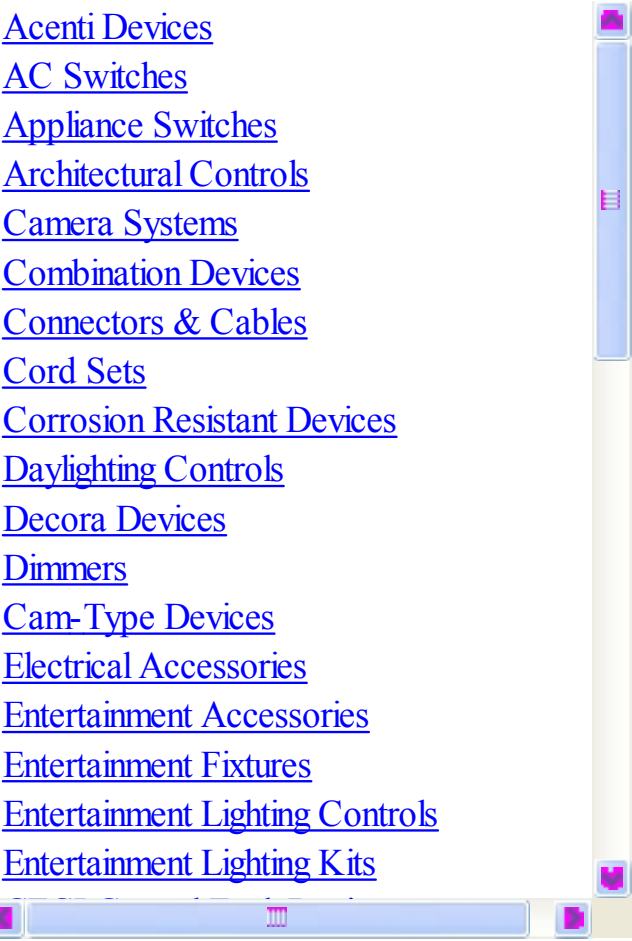 Acenti Devices
AC Switches
Appliance Switches
Architectural Controls
Camera Systems
Combination Devices
Connectors & Cables
Cord Sets
Corrosion Resistant Devices
Daylighting Controls
Decora Devices
Dimmers
Cam-Type Devices
Electrical Accessories
Entertainment Accessories
Entertainment Fixtures
Entertainment Lighting Controls
Entertainment Lighting Kits